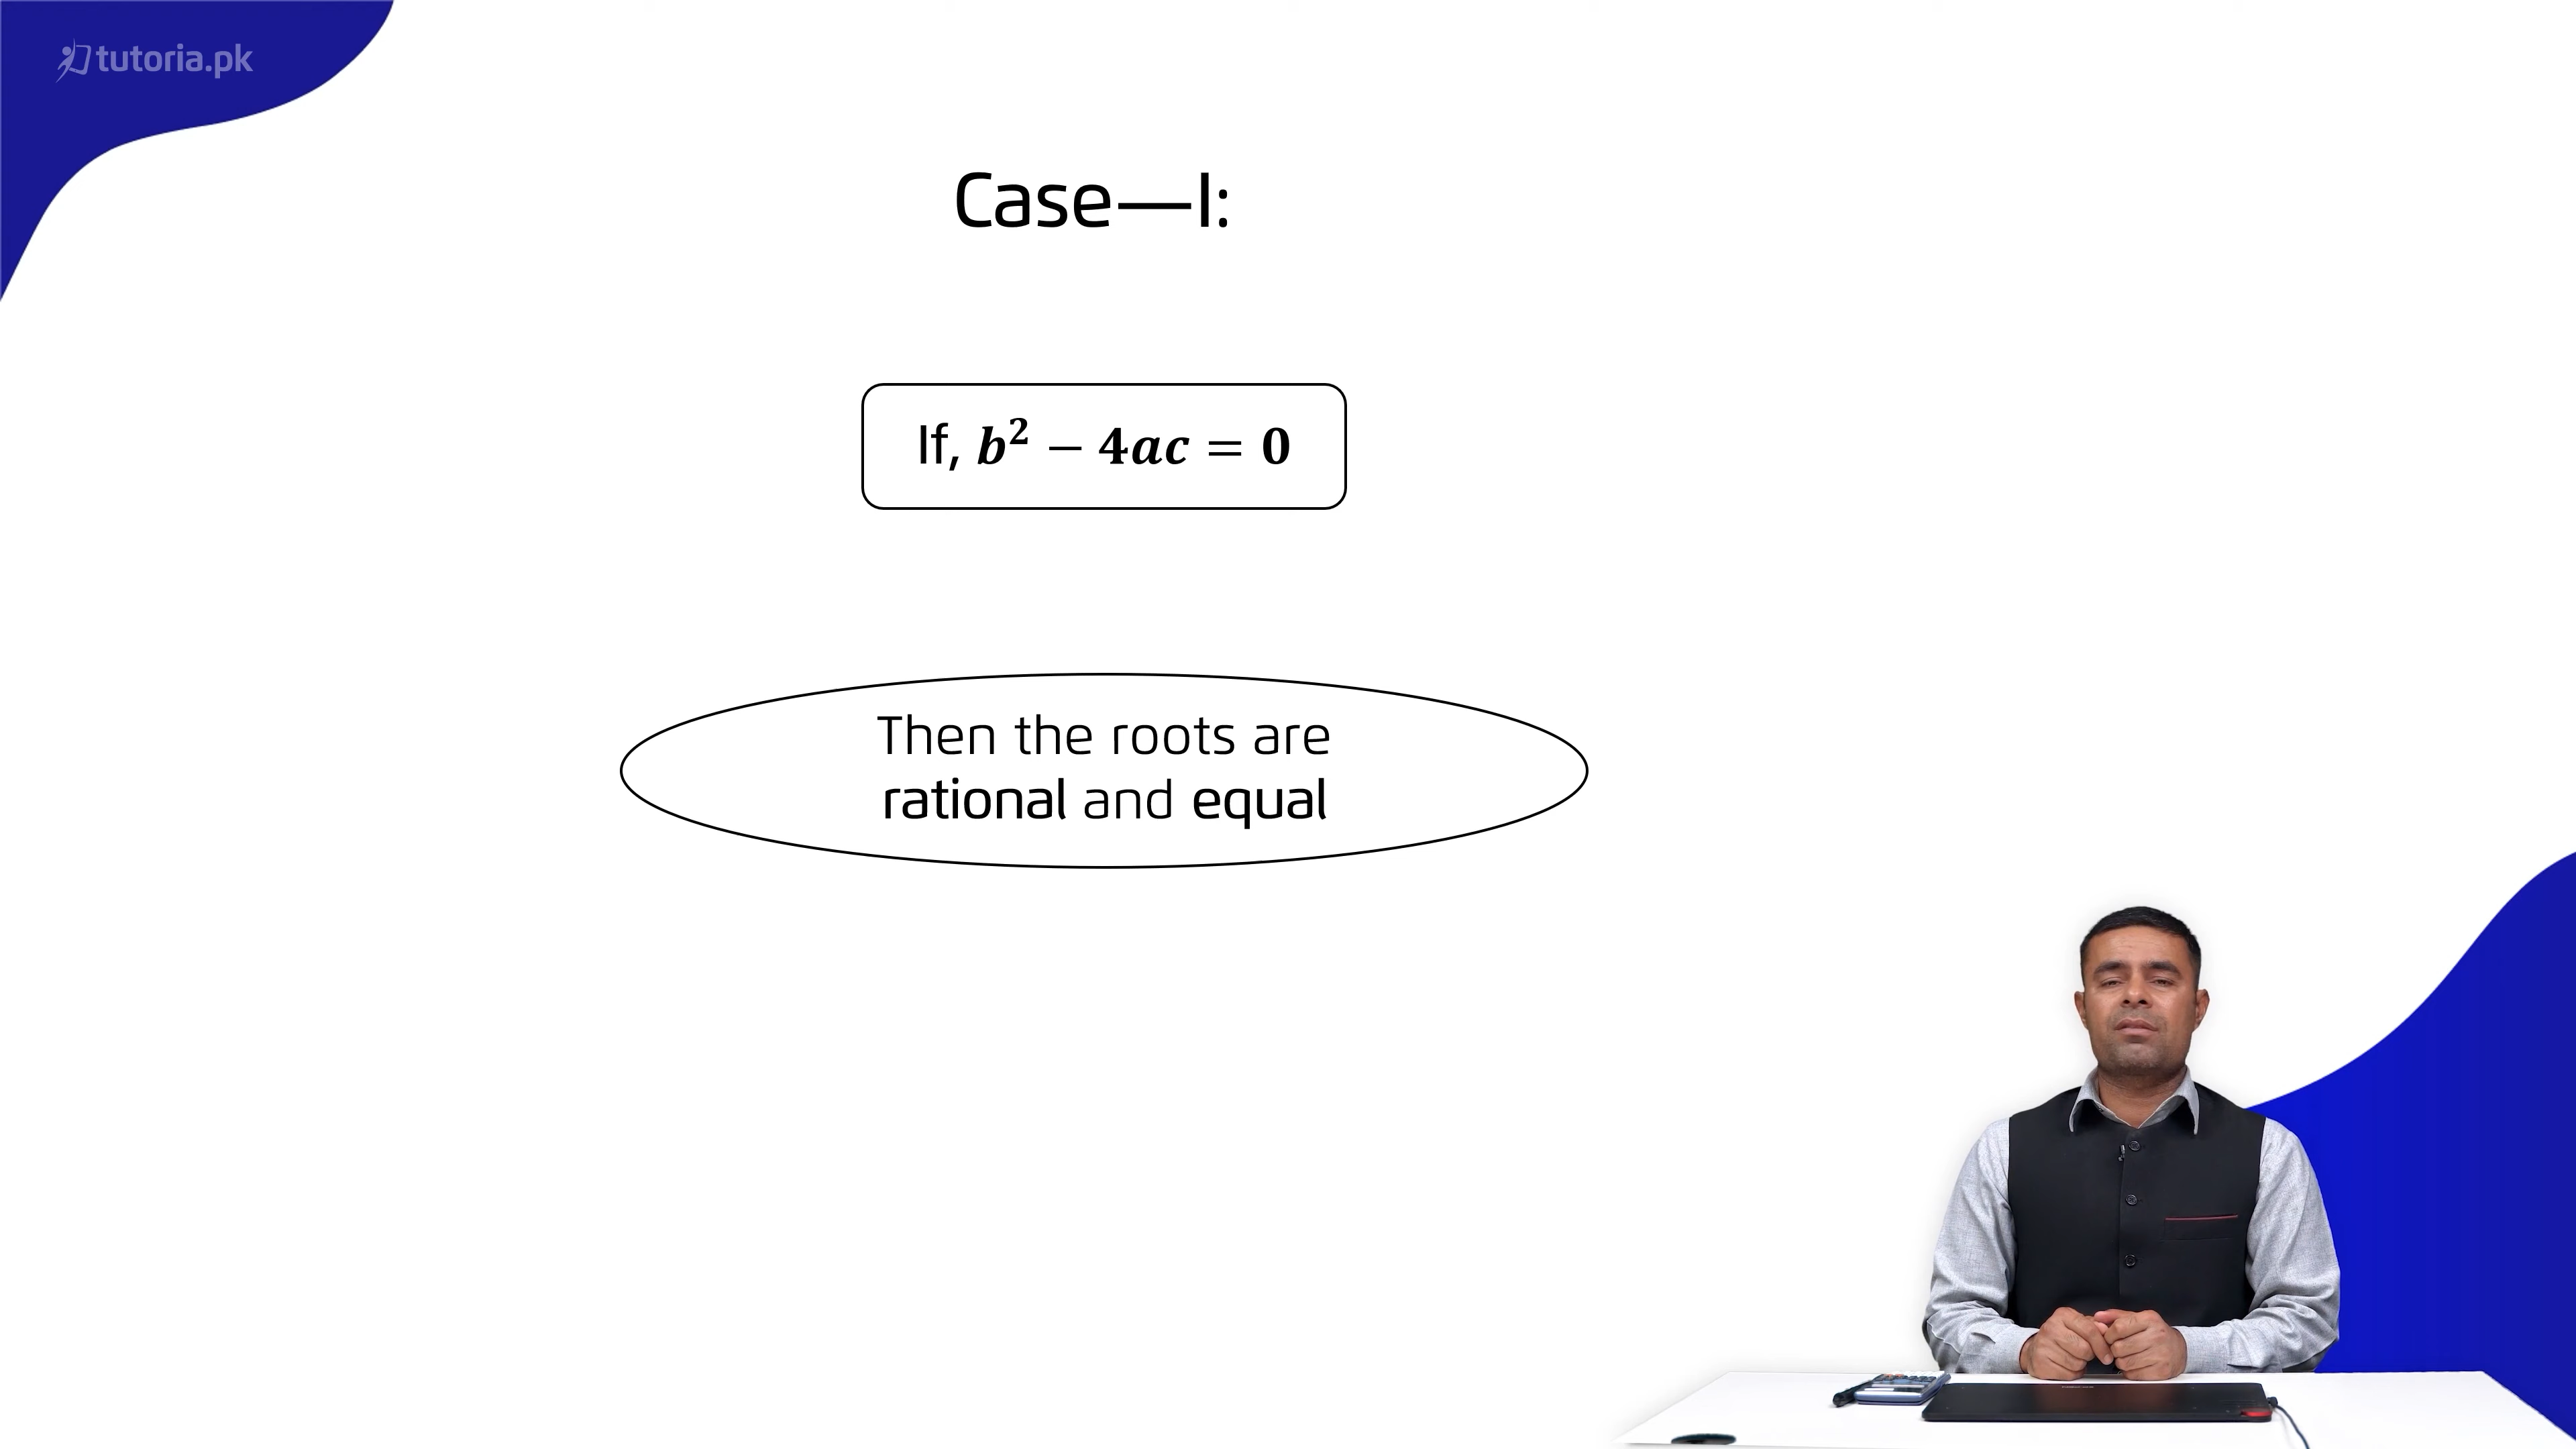 tutoria.pk
Case—I:
If, b² − 4ac = 0
Then the roots are
rational and equal